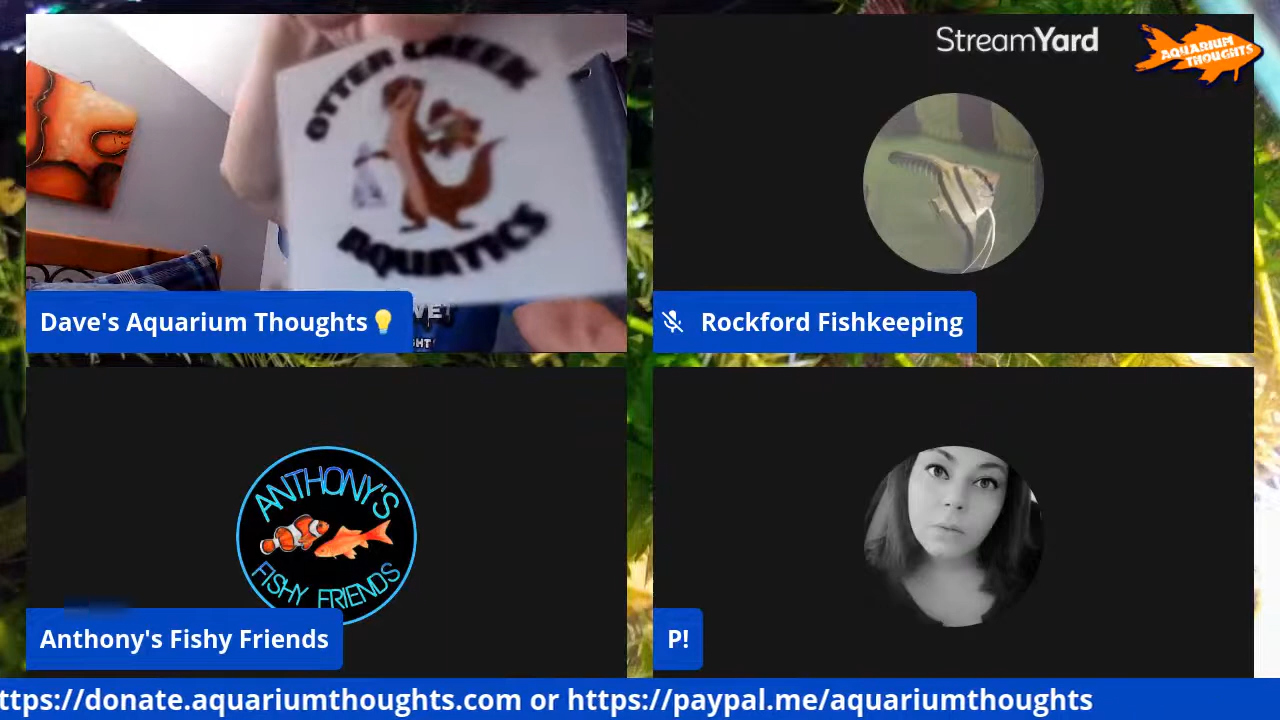 OTTER CREEK
AQUATICS
Dave's Aquarium Thoughts
StreamYard
AQUARIUM
THOUGHTS
Rockford Fishkeeping
ANTHONY'S
FISHY FRIENDS
Anthony's Fishy Friends
P!
ttps://donate.aquariumthoughts.com or https://paypal.me/aquariumthoughts